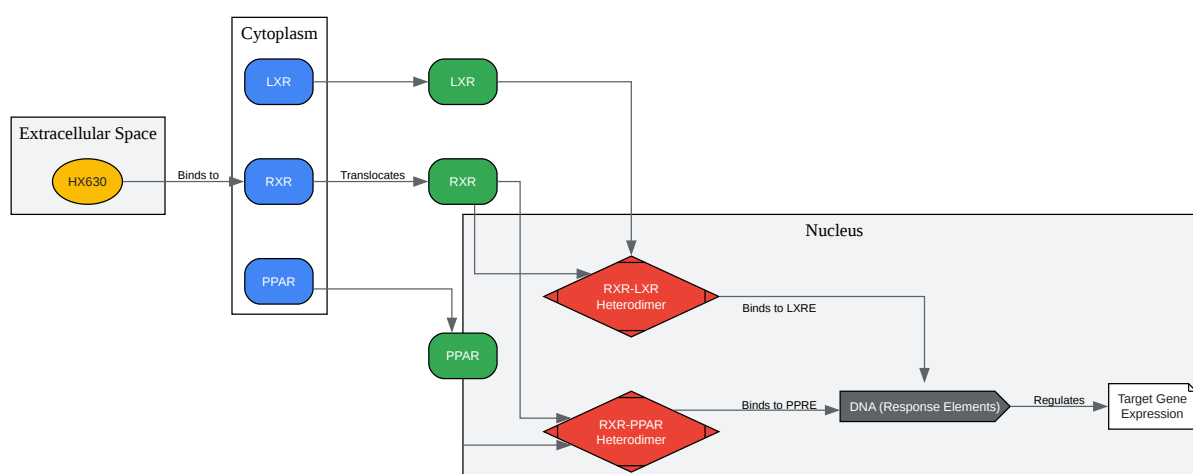 Cytoplasm
LXR
LXR
Extracellular Space
HX630
Binds to
RXR
Translocates
RXR
Nucleus
PPAR
RXR-LXR
Heterodimer
Binds to LXRE
PPAR
Binds to PPRE
DNA (Response Elements)
Regulates
Target Gene
Expression
RXR-PPAR
Heterodimer